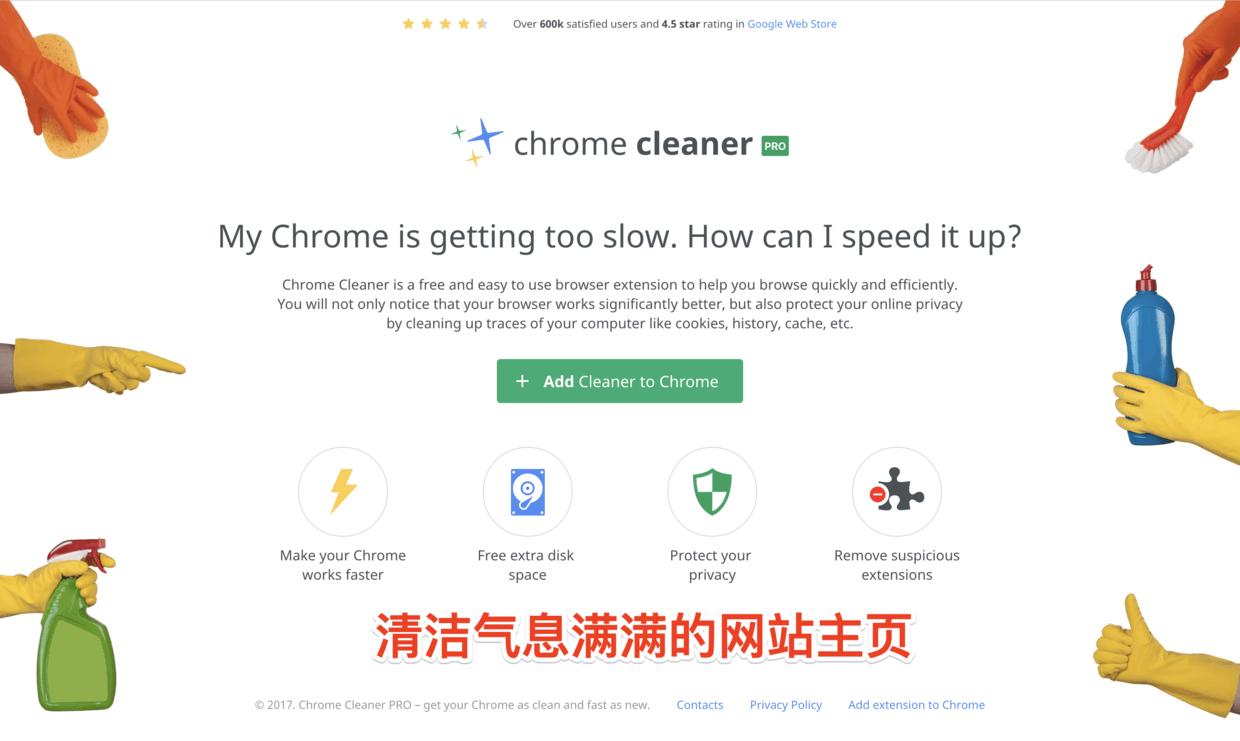 Over 600k satisfied users and 4.5 star rating in Google Web Store
chrome cleaner PRO
My Chrome is getting too slow. How can I speed it up?
Chrome Cleaner is a free and easy to use browser extension to help you browse quickly and efficiently.
You will not only notice that your browser works significantly better, but also protect your online privacy
by cleaning up traces of your computer like cookies, history, cache, etc.
+ Add Cleaner to Chrome
Make your Chrome
works faster
Free extra disk
space
Protect your
privacy
Remove suspicious
extensions
清洁气息满满的网站主页
© 2017. Chrome Cleaner PRO – get your Chrome as clean and fast as new. Contacts Privacy Policy Add extension to Chrome